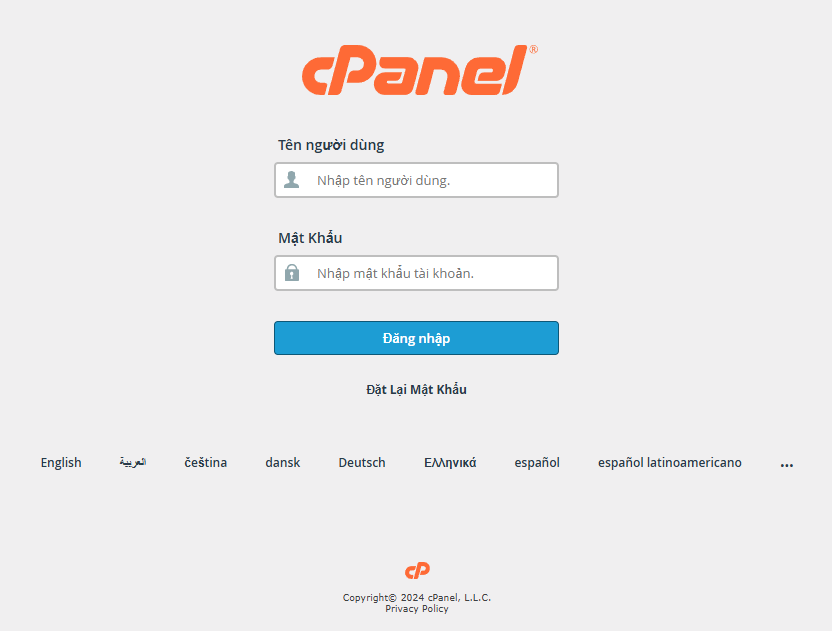 cPanel®
Tên người dùng
Nhập tên người dùng.
Mật Khẩu
Nhập mật khẩu tài khoản.
Đăng nhập
Đặt Lại Mật Khẩu
English العربية čeština dansk Deutsch Ελληνικά español español latinoamericano ...
cP
Copyright© 2024 cPanel, L.L.C.
Privacy Policy